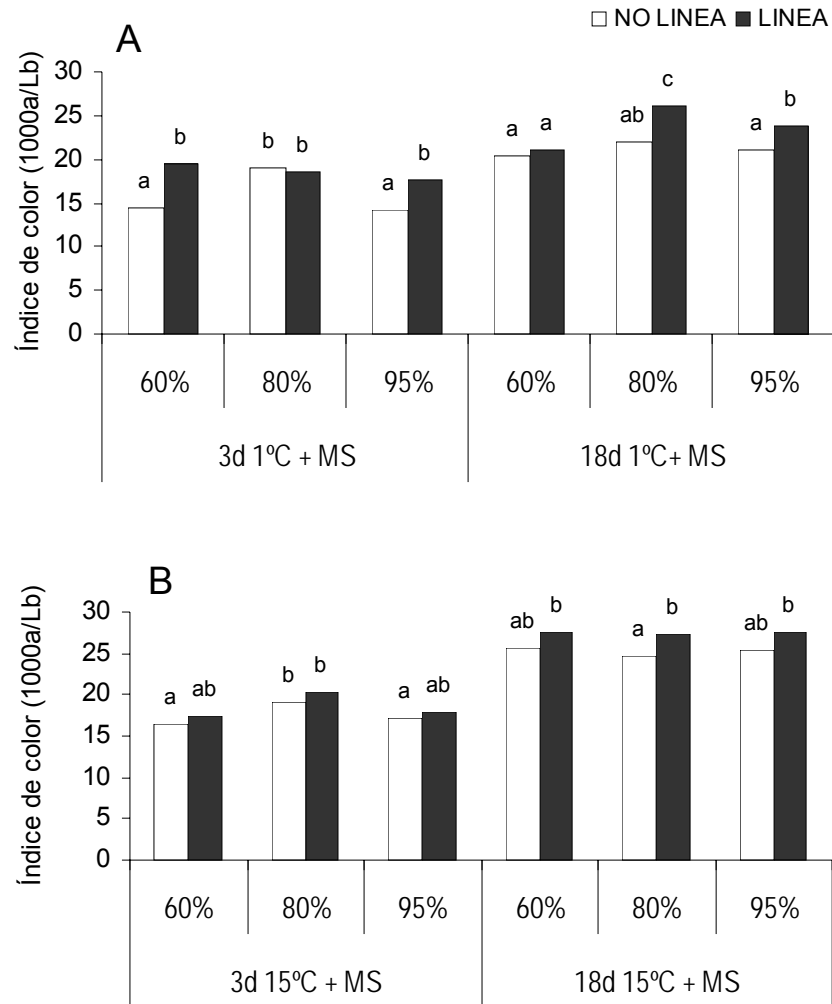 □ NO LINEA ■ LINEA
A
Índice de color (1000a/Lb)
30
25
20
15
10
5
0
a b b b a b a a ab c a b
60% 80% 95% 60% 80% 95%
3d 1ºC + MS 18d 1ºC+ MS
B
Índice de color (1000a/Lb)
30
25
20
15
10
5
0
a ab b b a ab ab b a b ab b
60% 80% 95% 60% 80% 95%
3d 15ºC + MS 18d 15ºC + MS